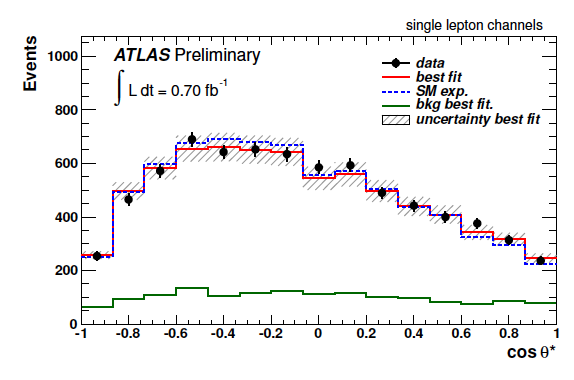 single lepton channels
Events
ATLAS Preliminary
∫ L dt = 0.70 fb⁻¹
data
best fit
SM exp.
bkg best fit.
uncertainty best fit
1000
800
600
400
200
0
-1 -0.8 -0.6 -0.4 -0.2 0 0.2 0.4 0.6 0.8 1
cos θ*